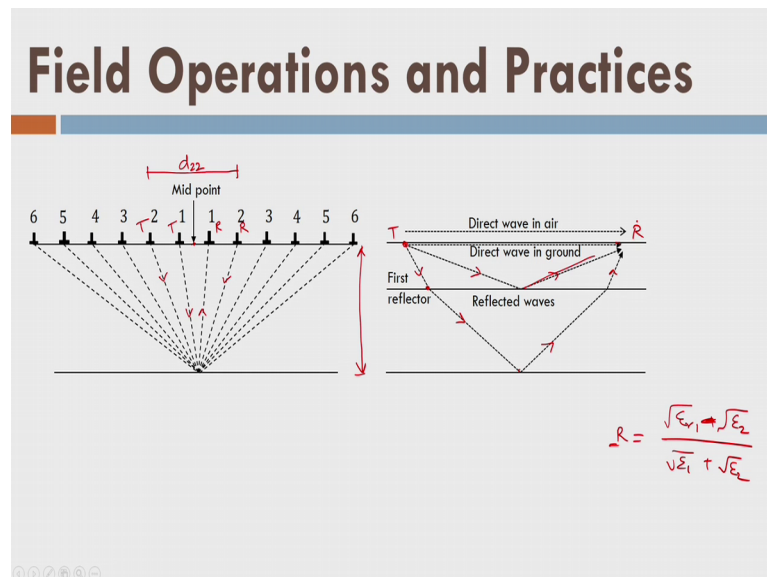 Field Operations and Practices
d₂₂
Mid point
6 5 4 3 2 1 1 2 3 4 5 6
T T R R
T Direct wave in air R
Direct wave in ground
First
reflector
Reflected waves
R = (√εr₁ - √ε₂) / (√ε₁ + √ε₂)